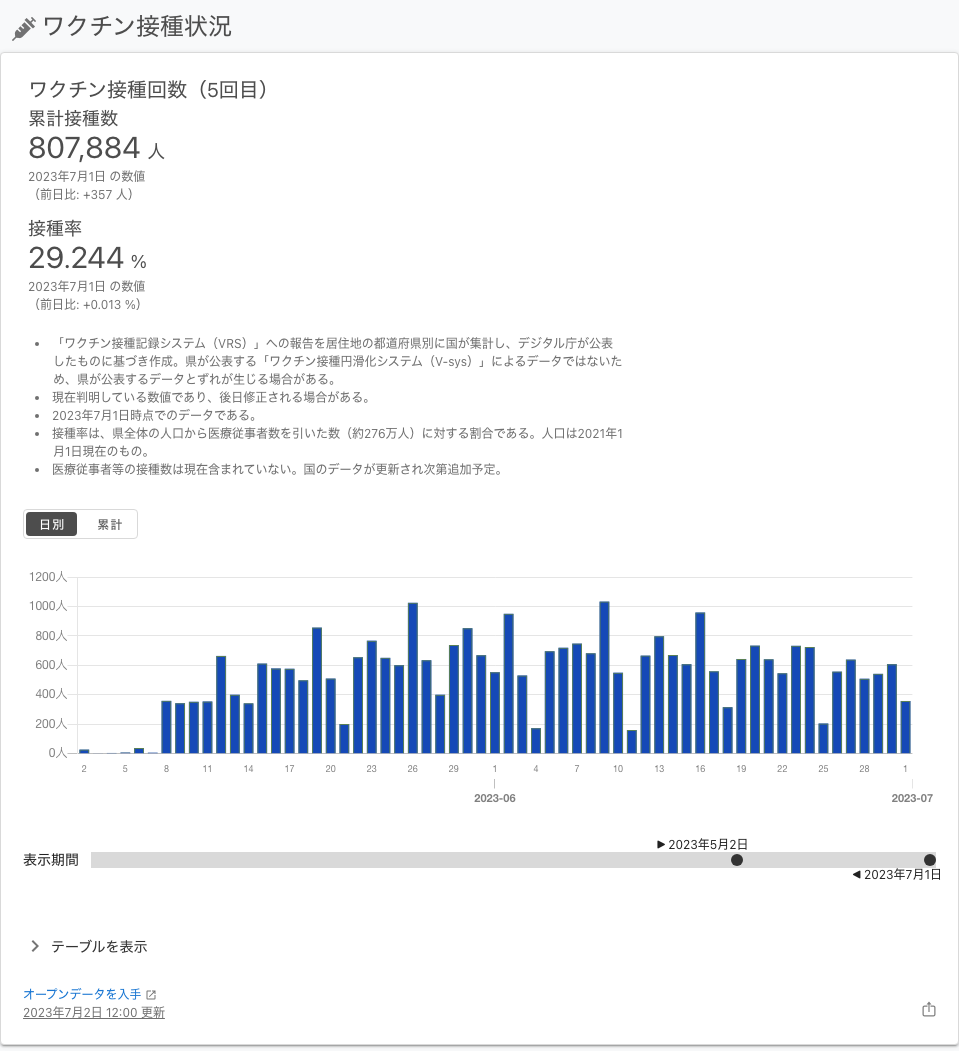 ワクチン接種状況
ワクチン接種回数（5回目）
累計接種数
807,884 人
2023年7月1日 の数値
（前日比: +357 人）
接種率
29.244 %
2023年7月1日 の数値
（前日比: +0.013 %）
「ワクチン接種記録システム（VRS）」への報告を居住地の都道府県別に国が集計し、デジタル庁が公表
したものに基づき作成。県が公表する「ワクチン接種円滑化システム（V-sys）」によるデータではないた
め、県が公表するデータとずれが生じる場合がある。
現在判明している数値であり、後日修正される場合がある。
2023年7月1日時点でのデータである。
接種率は、県全体の人口から医療従事者数を引いた数（約276万人）に対する割合である。人口は2021年1
月1日現在のもの。
医療従事者等の接種数は現在含まれていない。国のデータが更新され次第追加予定。
日別 累計
1200人
1000人
800人
600人
400人
200人
0人
2 5 8 11 14 17 20 23 26 29 1 4 7 10 13 16 19 22 25 28 1
2023-06 2023-07
▶ 2023年5月2日
表示期間
◀ 2023年7月1日
テーブルを表示
オープンデータを入手
2023年7月2日 12:00 更新